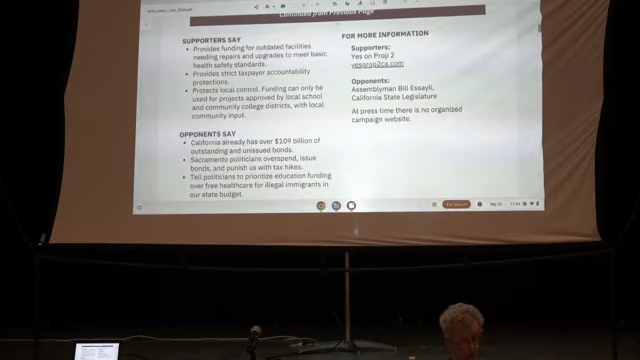 Continued from Previous Page
SUPPORTERS SAY
• Provides funding for outdated facilities
needing repairs and upgrades to meet basic
health safety standards.
• Provides strict taxpayer accountability
protections.
• Protects local control. Funding can only be
used for projects approved by local school
and community college districts, with local
community input.
OPPONENTS SAY
• California already has over $109 billion of
outstanding and unissued bonds.
• Sacramento politicians overspend, issue
bonds, and punish us with tax hikes.
• Tell politicians to prioritize education funding
over free healthcare for illegal immigrants in
our state budget.
FOR MORE INFORMATION
Supporters:
Yes on Prop 2
yesprop2ca.com
Opponents:
Assemblyman Bill Essayli,
California State Legislature
At press time there is no organized
campaign website.